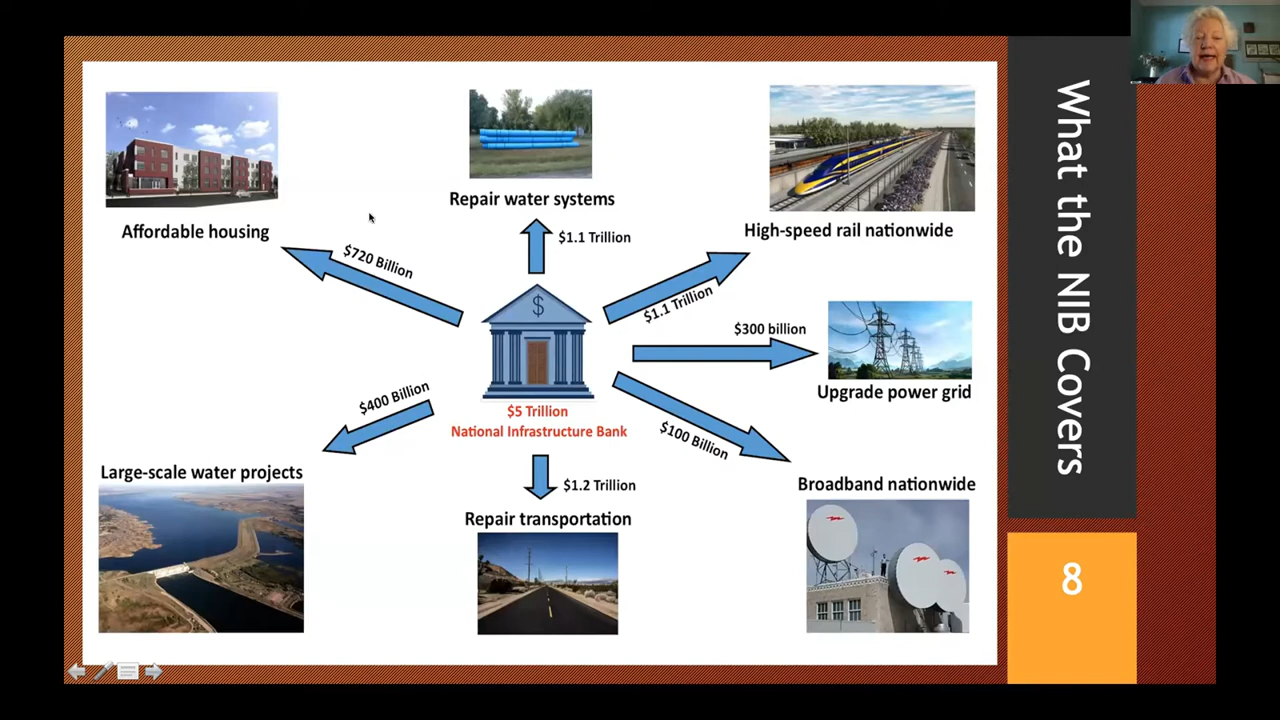 Affordable housing
Repair water systems
High-speed rail nationwide
$720 Billion
$1.1 Trillion
$1.1 Trillion
$
$300 billion
Upgrade power grid
$400 Billion
$5 Trillion
National Infrastructure Bank
$100 Billion
Large-scale water projects
$1.2 Trillion
Repair transportation
Broadband nationwide
What the NIB Covers
8